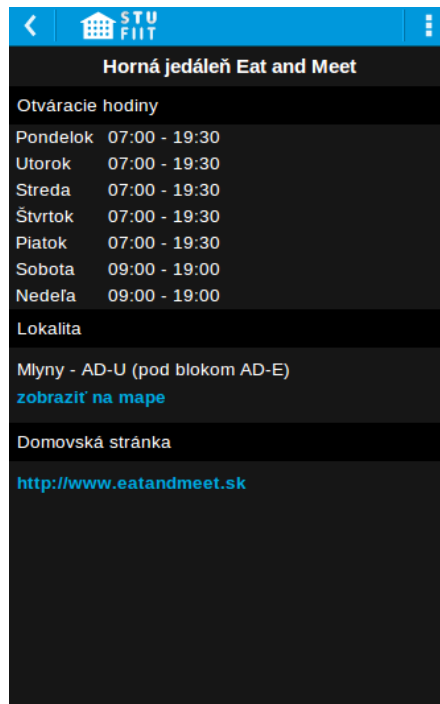 STU
FIIT
Horná jedáleň Eat and Meet
Otváracie hodiny
Pondelok 07:00 - 19:30
Utorok 07:00 - 19:30
Streda 07:00 - 19:30
Štvrtok 07:00 - 19:30
Piatok 07:00 - 19:30
Sobota 09:00 - 19:00
Nedeľa 09:00 - 19:00
Lokalita
Mlyny - AD-U (pod blokom AD-E)
zobraziť na mape
Domovská stránka
http://www.eatandmeet.sk